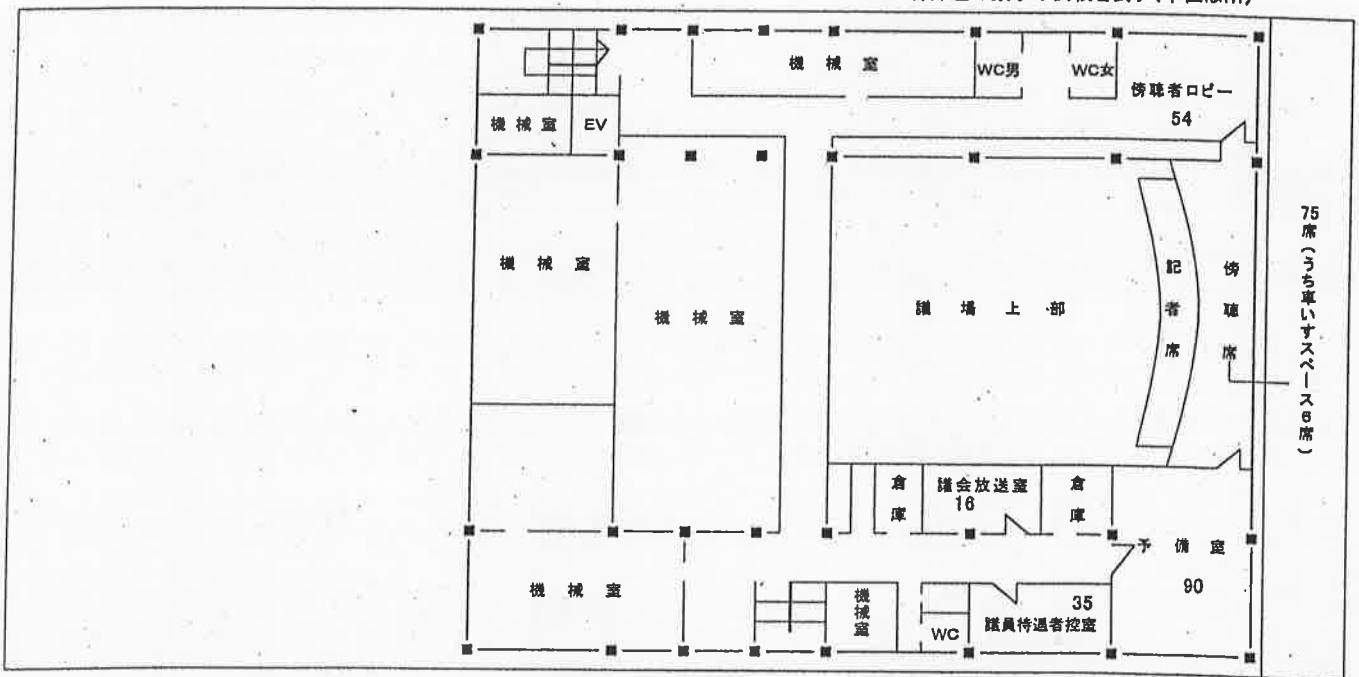 機械室
WC男
WC女
傍聴者ロビー
54
機械室
EV
機械室
機械室
議場上部
記者席
傍聴席
75席(うち車いすスペース6席)
倉庫
議会放送室
16
倉庫
予備室
90
機械室
機械室
WC
35
議員待遇者控室